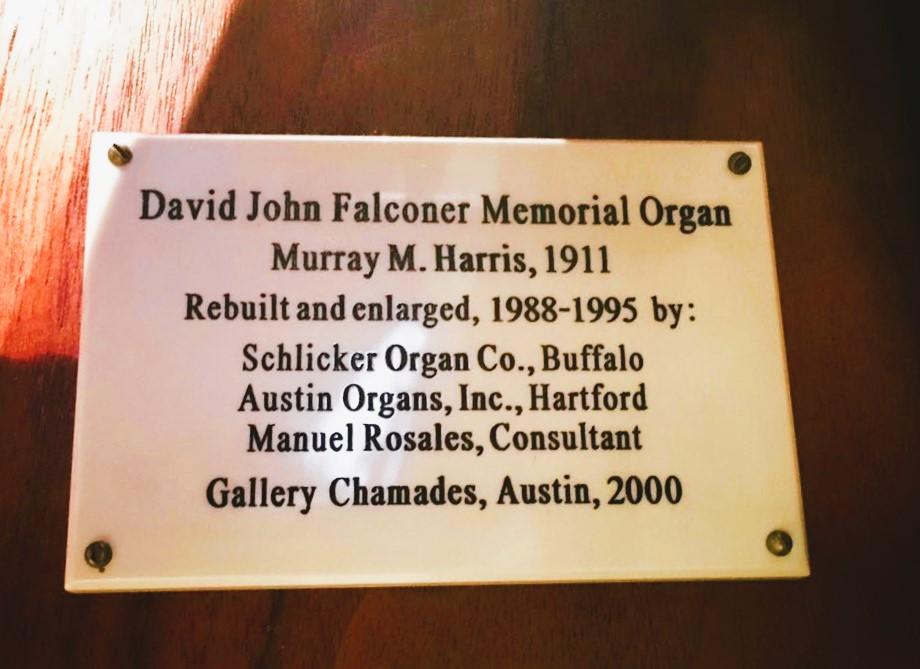 David John Falconer Memorial Organ
Murray M. Harris, 1911
Rebuilt and enlarged, 1988-1995 by:
Schlicker Organ Co., Buffalo
Austin Organs, Inc., Hartford
Manuel Rosales, Consultant
Gallery Chamades, Austin, 2000